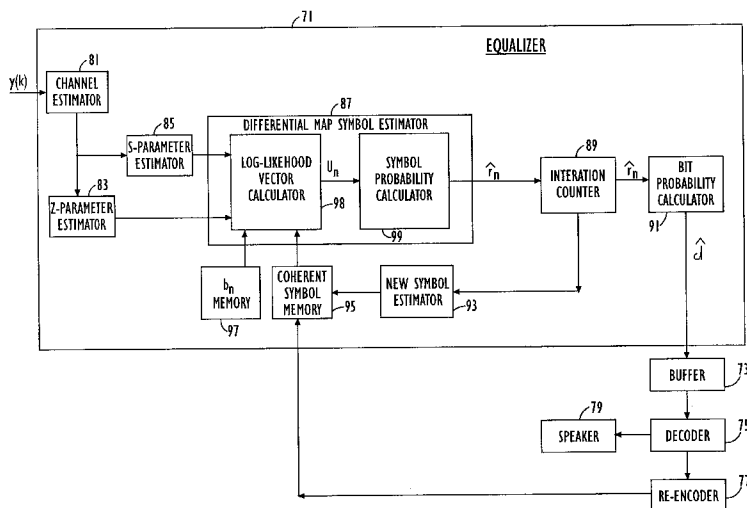 71
EQUALIZER
y(k)
81
CHANNEL
ESTIMATOR
85
S-PARAMETER
ESTIMATOR
83
Z-PARAMETER
ESTIMATOR
87
DIFFERENTIAL MAP SYMBOL ESTIMATOR
LOG-LIKEHOOD
VECTOR
CALCULATOR
98
Un
SYMBOL
PROBABILITY
CALCULATOR
99
r̂n
89
INTERATION
COUNTER
r̂n
BIT
PROBABILITY
CALCULATOR
91
d̂
bn
MEMORY
97
COHERENT
SYMBOL
MEMORY
95
NEW SYMBOL
ESTIMATOR
93
BUFFER
73
79
SPEAKER
DECODER
75
RE-ENCODER
77